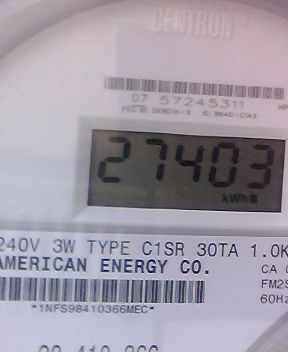 CENTRON
07 57245311
27403
kWh
240V 3W TYPE C1SR 30TA 1.0K
AMERICAN ENERGY CO.
CA
FM2S
60Hz
*1NFS98410366MEC*